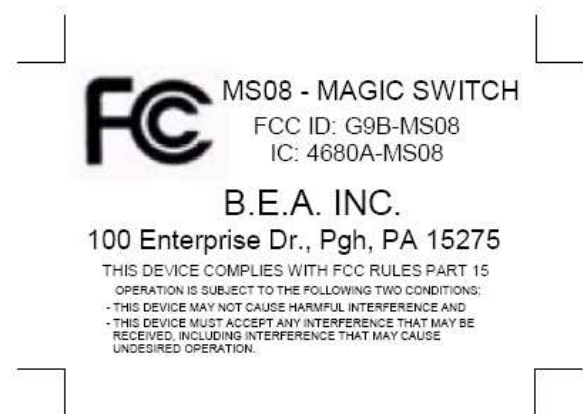 FC MS08 - MAGIC SWITCH
FCC ID: G9B-MS08
IC: 4680A-MS08
B.E.A. INC.
100 Enterprise Dr., Pgh, PA 15275
THIS DEVICE COMPLIES WITH FCC RULES PART 15
OPERATION IS SUBJECT TO THE FOLLOWING TWO CONDITIONS:
- THIS DEVICE MAY NOT CAUSE HARMFUL INTERFERENCE AND
- THIS DEVICE MUST ACCEPT ANY INTERFERENCE THAT MAY BE
RECEIVED, INCLUDING INTERFERENCE THAT MAY CAUSE
UNDESIRED OPERATION.